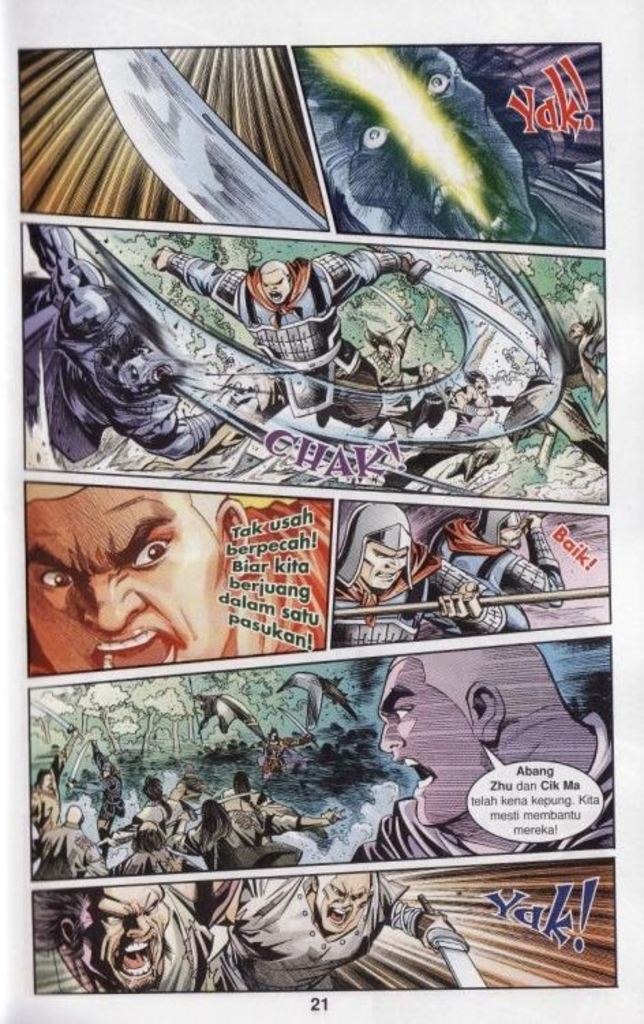 Yak!
CHAK!
Tak usah
berpecah!
Biar kita
berjuang
dalam satu
pasukan!
Baik!
Abang
Zhu dan Cik Ma
telah kena kepung. Kita
mesti membantu
mereka!
Yak!
21